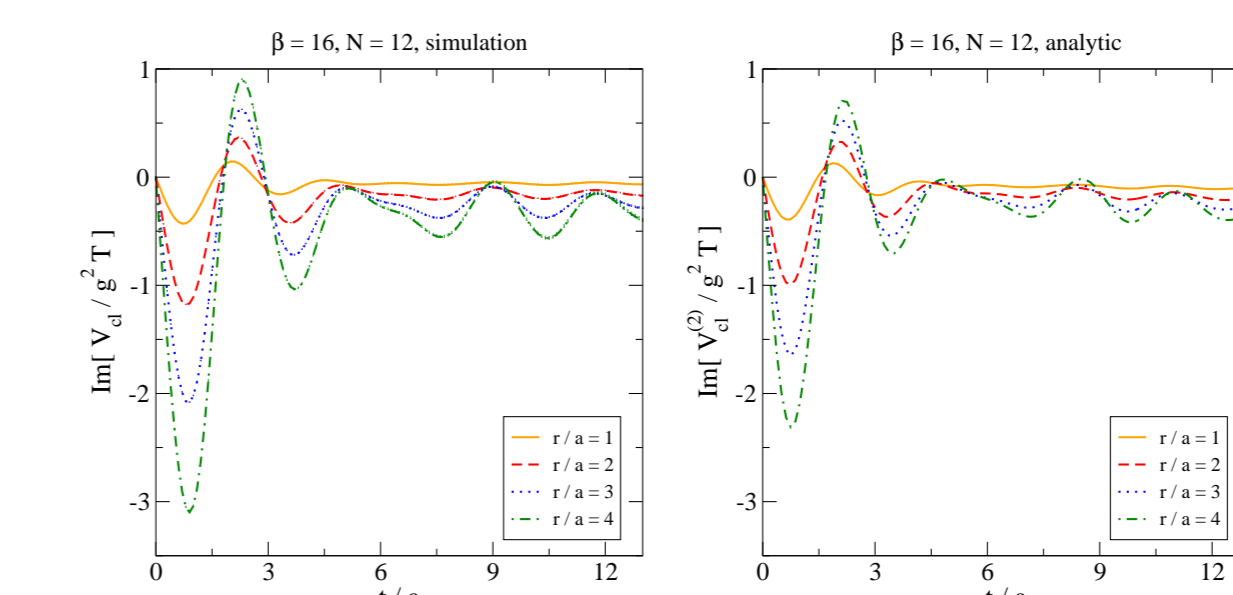 β = 16, N = 12, simulation
Im[ V_cl / g^2 T ]
1
0
-1
-2
-3
0 3 6 9 12
r / a = 1
r / a = 2
r / a = 3
r / a = 4
β = 16, N = 12, analytic
Im[ V_cl^(2) / g^2 T ]
1
0
-1
-2
-3
0 3 6 9 12
r / a = 1
r / a = 2
r / a = 3
r / a = 4